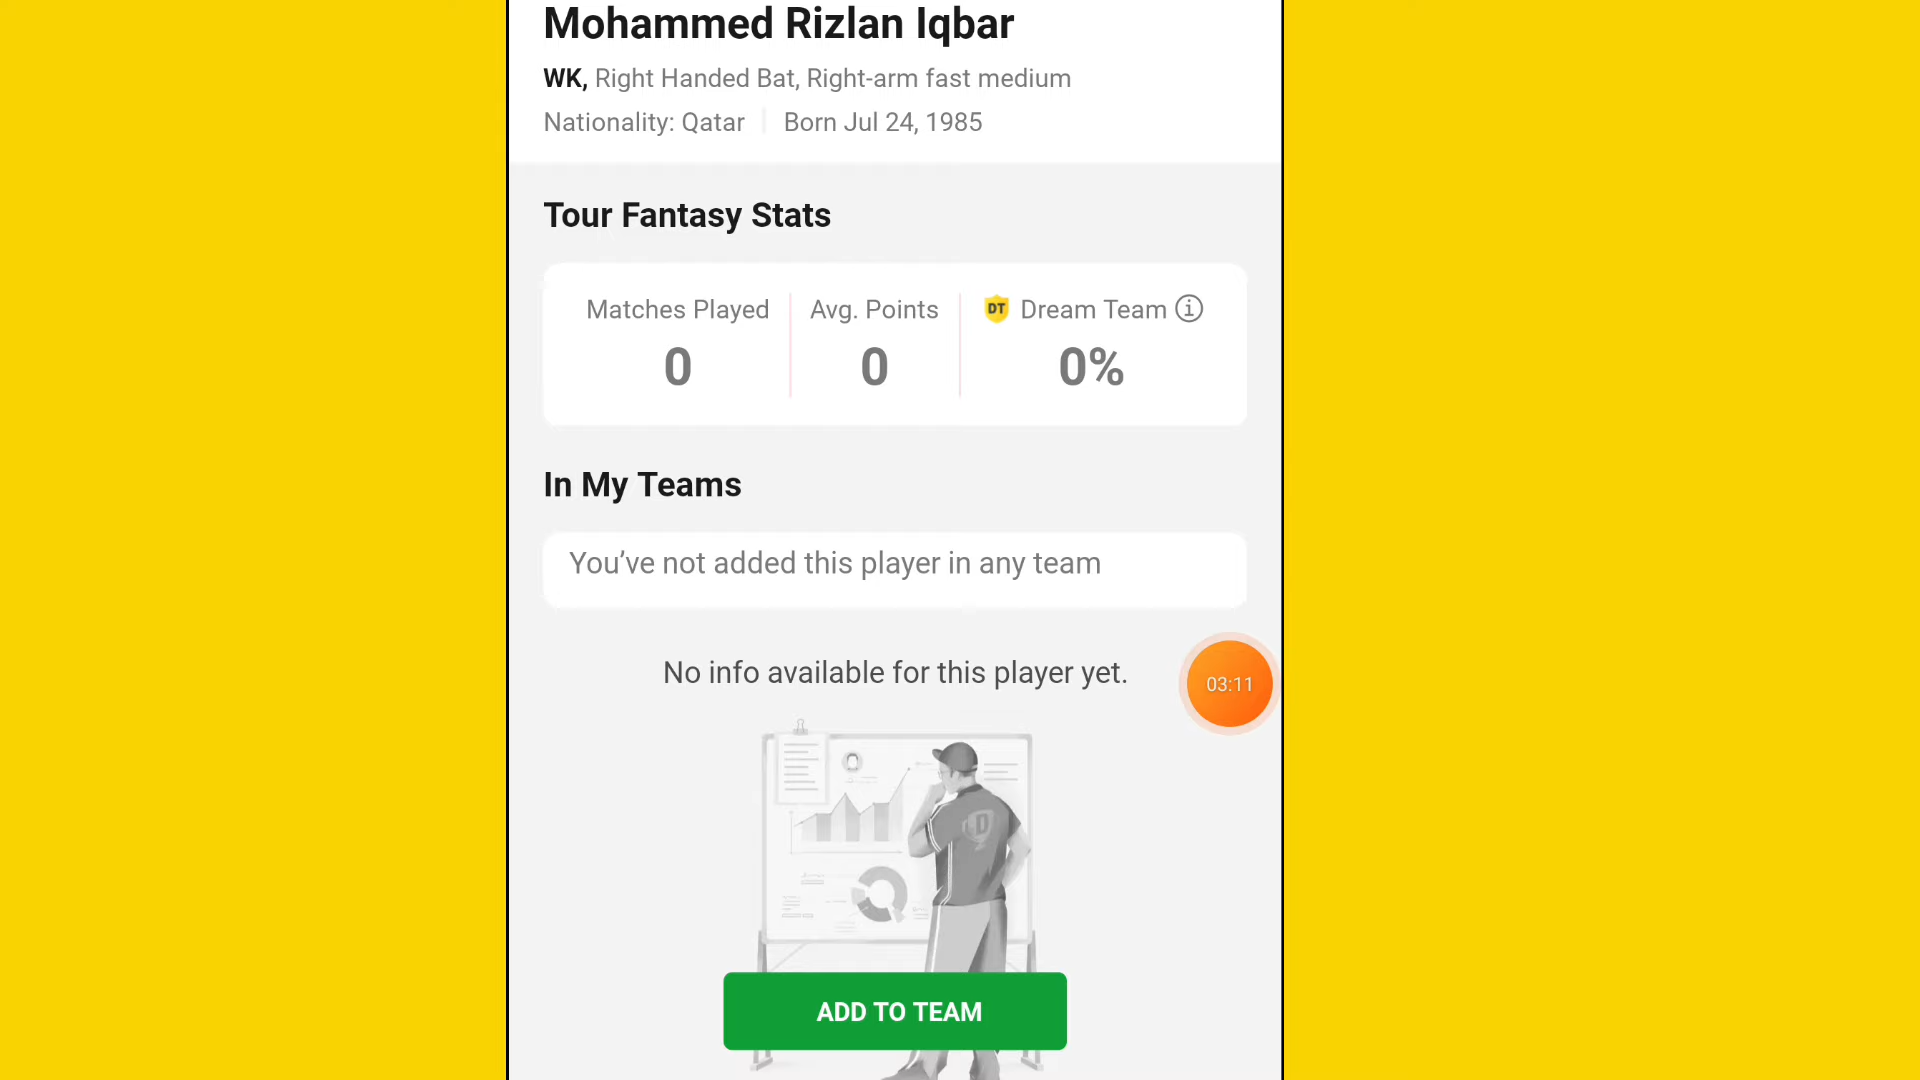 Mohammed Rizlan Iqbar
WK, Right Handed Bat, Right-arm fast medium
Nationality: Qatar Born Jul 24, 1985
Tour Fantasy Stats
Matches Played Avg. Points DT Dream Team
0 0 0%
In My Teams
You’ve not added this player in any team
No info available for this player yet.
03:11
D
ADD TO TEAM